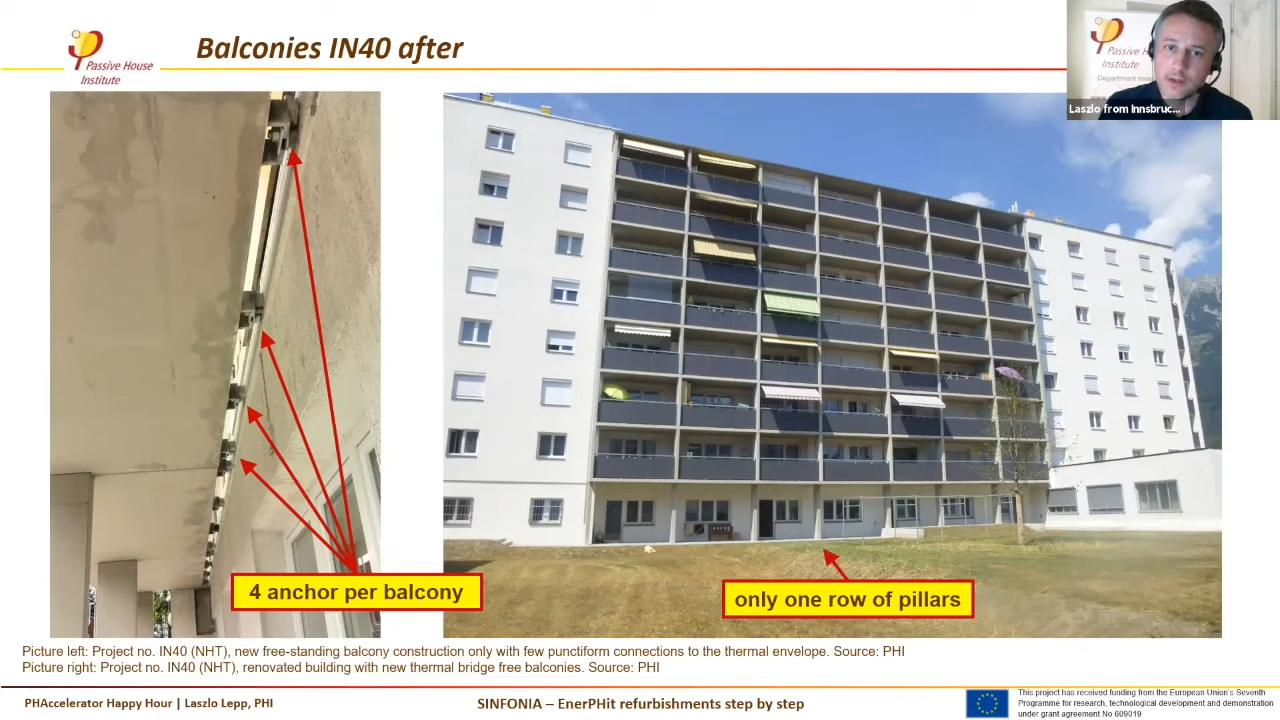 Balconies IN40 after
Passive House
Institute
Passive H
Institute
Laszlo from Innsbruc...
4 anchor per balcony
only one row of pillars
Picture left: Project no. IN40 (NHT), new free-standing balcony construction only with few punctiform connections to the thermal envelope. Source: PHI
Picture right: Project no. IN40 (NHT), renovated building with new thermal bridge free balconies. Source: PHI
PHAccelerator Happy Hour | Laszlo Lepp, PHI
SINFONIA – EnerPHit refurbishments step by step
This project has received funding from the European Union's Seventh
Programme for research, technological development and demonstration
under grant agreement No 609019